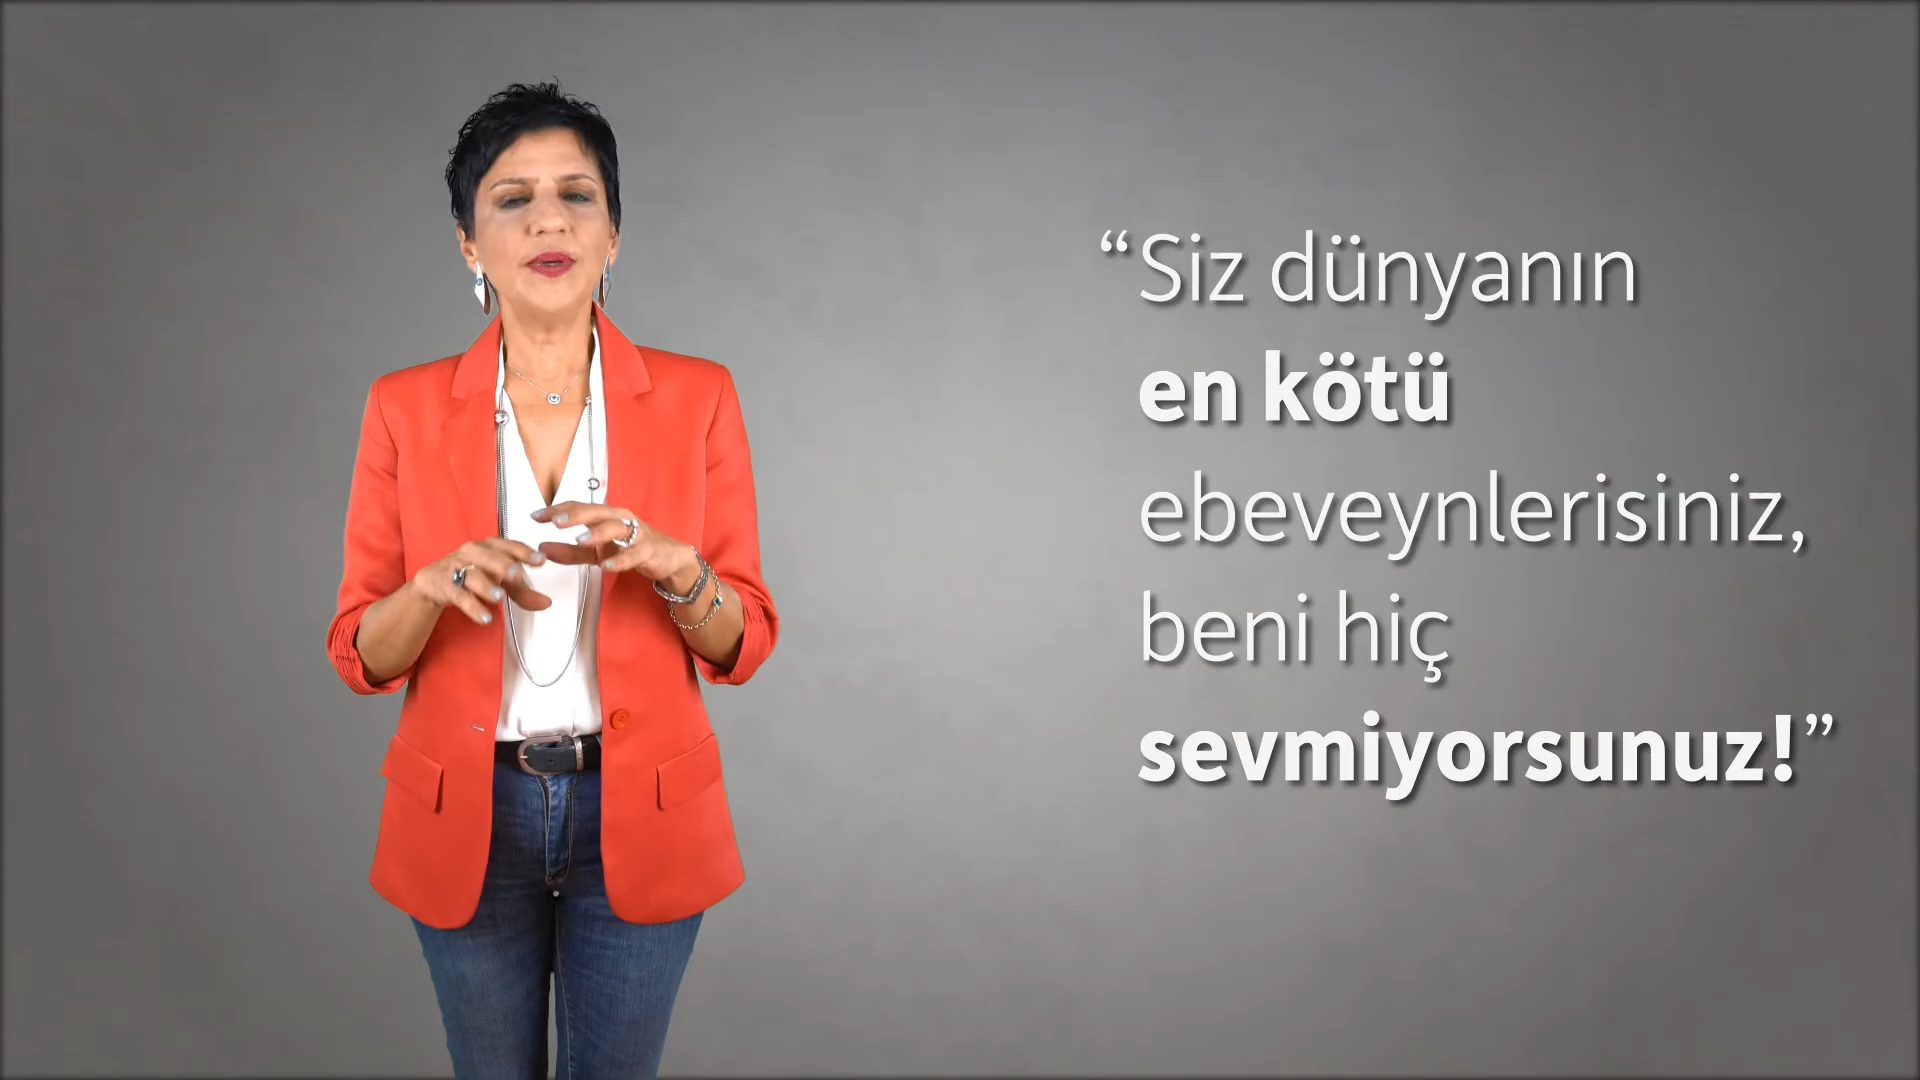 “Siz dünyanın
en kötü
ebeveynlerisiniz,
beni hiç
sevmiyorsunuz!”